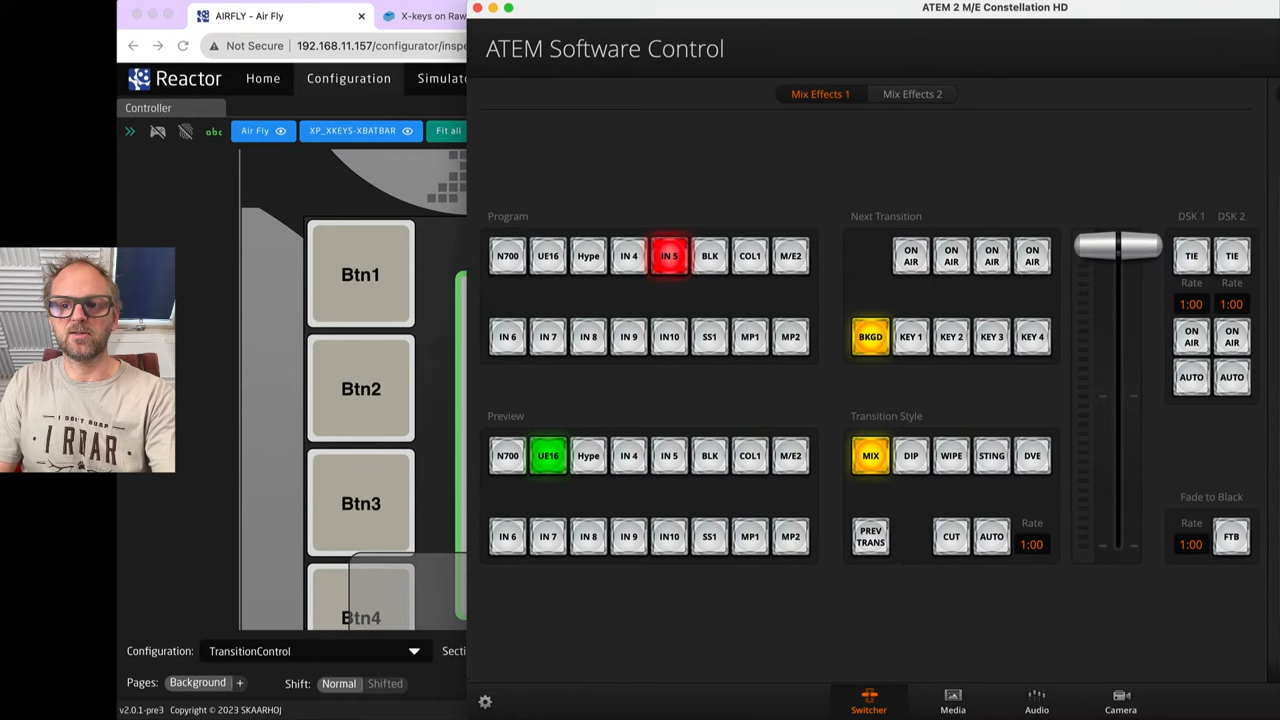 AIRFLY - Air Fly
X-keys on Raw
Not Secure 192.168.11.157/configurator/inspe
Reactor Home Configuration Simulato
Controller
abc Air Fly XP_XKEYS-XBATBAR Fit all
Btn1
Btn2
Btn3
Btn4
Configuration: TransitionControl Secti
Pages: Background + Shift: Normal Shifted
v2.0.1-pre3 Copyright © 2023 SKAARHOJ
I DON'T BURP
I ROAR
ATEM 2 M/E Constellation HD
ATEM Software Control
Mix Effects 1 Mix Effects 2
Program
N700 UE16 Hype IN 4 IN 5 BLK COL1 M/E2
IN 6 IN 7 IN 8 IN 9 IN10 SS1 MP1 MP2
Preview
N700 UE16 Hype IN 4 IN 5 BLK COL1 M/E2
IN 6 IN 7 IN 8 IN 9 IN10 SS1 MP1 MP2
Next Transition
ON AIR ON AIR ON AIR ON AIR
BKGD KEY 1 KEY 2 KEY 3 KEY 4
Transition Style
MIX DIP WIPE STING DVE
PREV TRANS CUT AUTO Rate 1:00
DSK 1 DSK 2
TIE TIE
Rate Rate
1:00 1:00
ON AIR ON AIR
AUTO AUTO
Fade to Black
Rate
1:00 FTB
Switcher Media Audio Camera